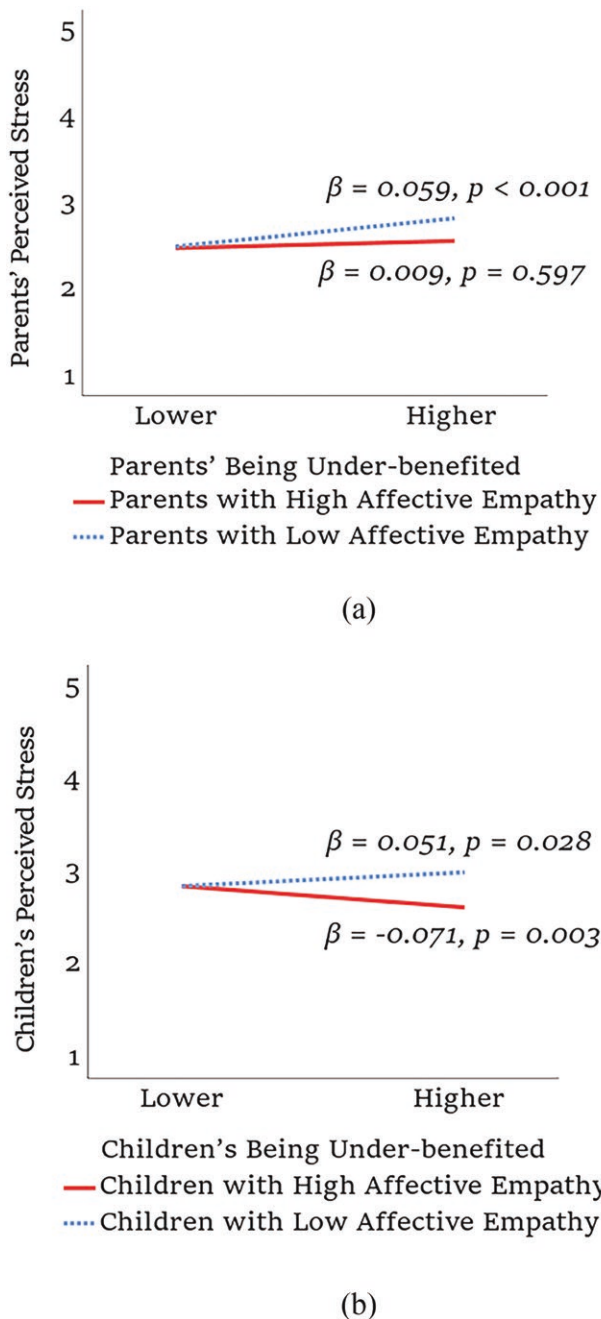 Parents' Perceived Stress
5
4
3
2
1
β = 0.059, p < 0.001
β = 0.009, p = 0.597
Lower Higher
Parents' Being Under-benefited
Parents with High Affective Empathy
Parents with Low Affective Empathy
(a)
Children's Perceived Stress
5
4
3
2
1
β = 0.051, p = 0.028
β = -0.071, p = 0.003
Lower Higher
Children's Being Under-benefited
Children with High Affective Empathy
Children with Low Affective Empathy
(b)